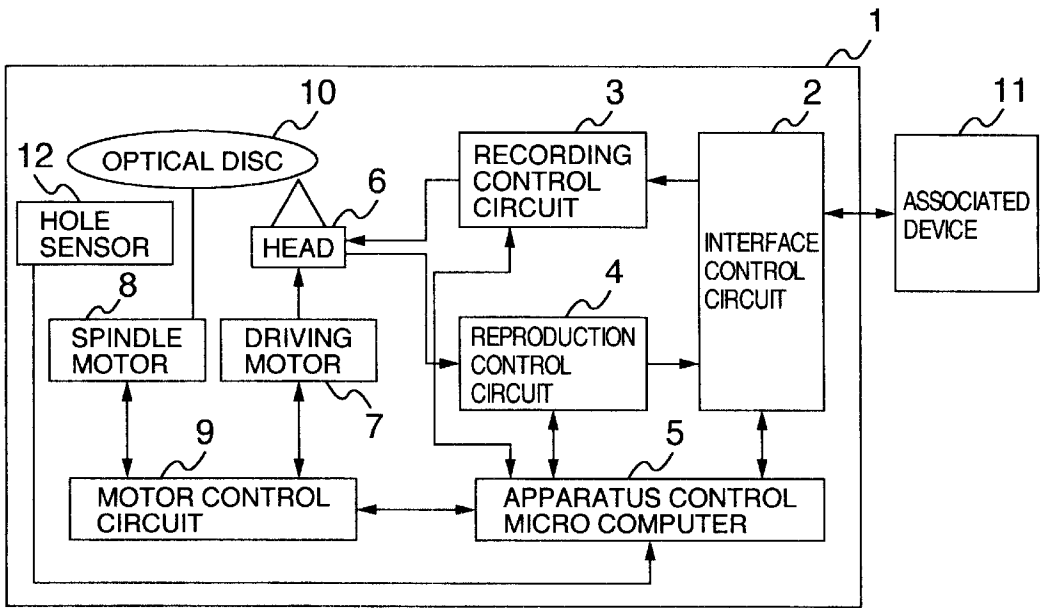 1
10
OPTICAL DISC
12
HOLE
SENSOR
6
HEAD
3
RECORDING
CONTROL
CIRCUIT
2
INTERFACE
CONTROL
CIRCUIT
11
ASSOCIATED
DEVICE
8
SPINDLE
MOTOR
DRIVING
MOTOR
7
4
REPRODUCTION
CONTROL
CIRCUIT
9
MOTOR CONTROL
CIRCUIT
5
APPARATUS CONTROL
MICRO COMPUTER